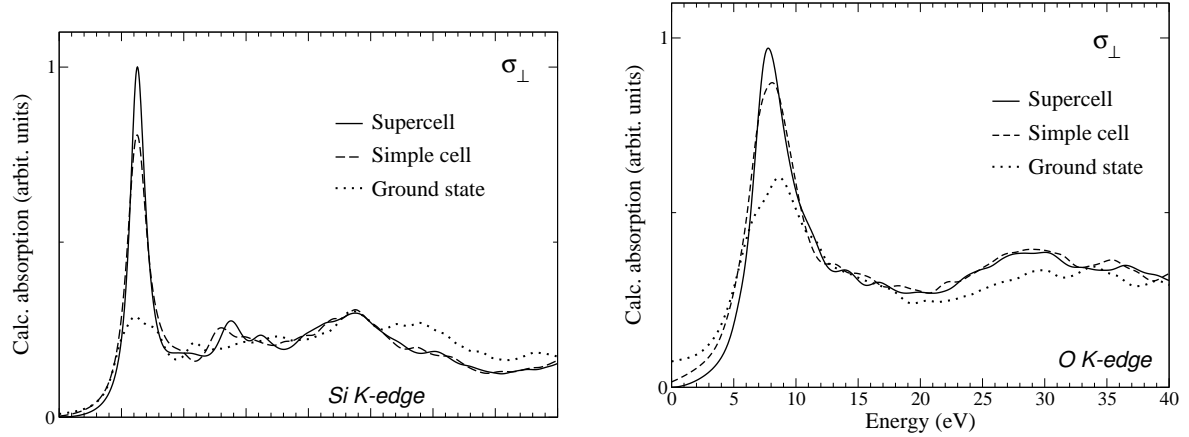 Calc. absorption (arbit. units)
1
0
σ⊥
Supercell
Simple cell
Ground state
Si K-edge
Calc. absorption (arbit. units)
1
0
σ⊥
Supercell
Simple cell
Ground state
O K-edge
0 5 10 15 20 25 30 35 40
Energy (eV)